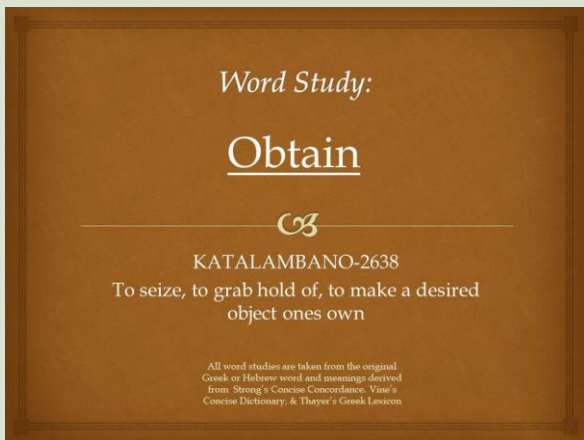 Word Study:
Obtain
KATALAMBANO-2638
To seize, to grab hold of, to make a desired
object ones own
All word studies are taken from the original
Greek or Hebrew word and meanings derived
from Strong's Concise Concordance. Vine's
Concise Dictionary, & Thayer's Greek Lexicon